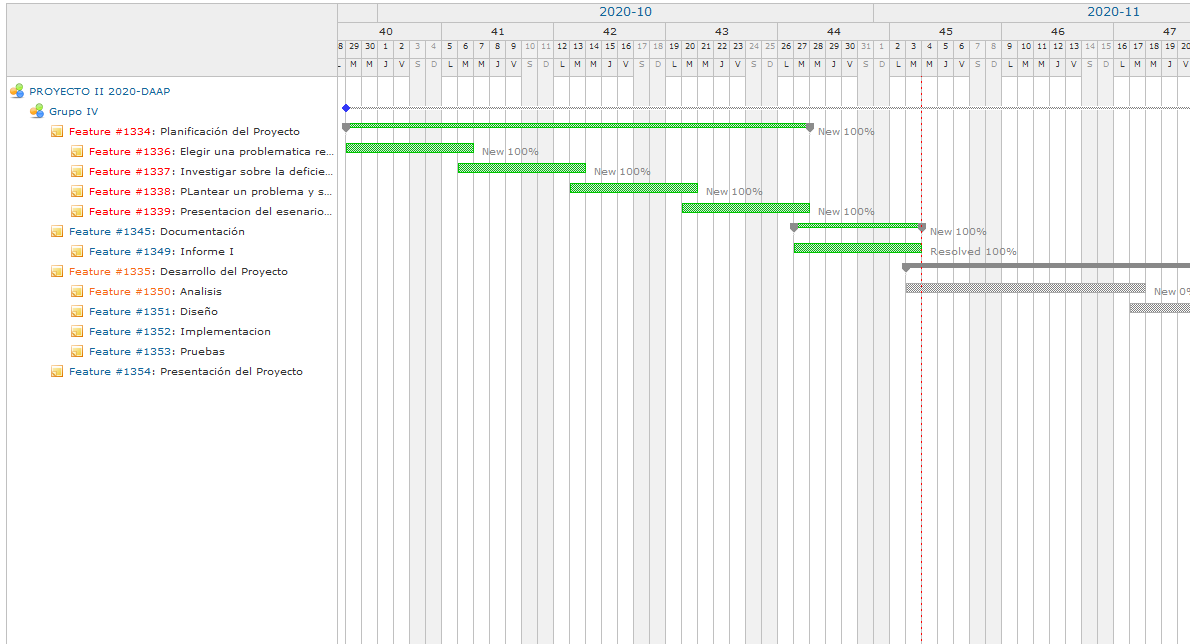 2020-10 2020-11
40 41 42 43 44 45 46 47
8 29 30 1 2 3 4 5 6 7 8 9 10 11 12 13 14 15 16 17 18 19 20 21 22 23 24 25 26 27 28 29 30 31 1 2 3 4 5 6 7 8 9 10 11 12 13 14 15 16 17 18 19 20
L M M J V S D L M M J V S D L M M J V S D L M M J V S D L M M J V S D L M M J V S D L M M J V S D L M M J V
PROYECTO II 2020-DAAP
Grupo IV
Feature #1334: Planificación del Proyecto New 100%
Feature #1336: Elegir una problematica re... New 100%
Feature #1337: Investigar sobre la deficie... New 100%
Feature #1338: PLantear un problema y s... New 100%
Feature #1339: Presentacion del esenario... New 100%
Feature #1345: Documentación New 100%
Feature #1349: Informe I Resolved 100%
Feature #1335: Desarrollo del Proyecto
Feature #1350: Analisis New 0%
Feature #1351: Diseño
Feature #1352: Implementacion
Feature #1353: Pruebas
Feature #1354: Presentación del Proyecto